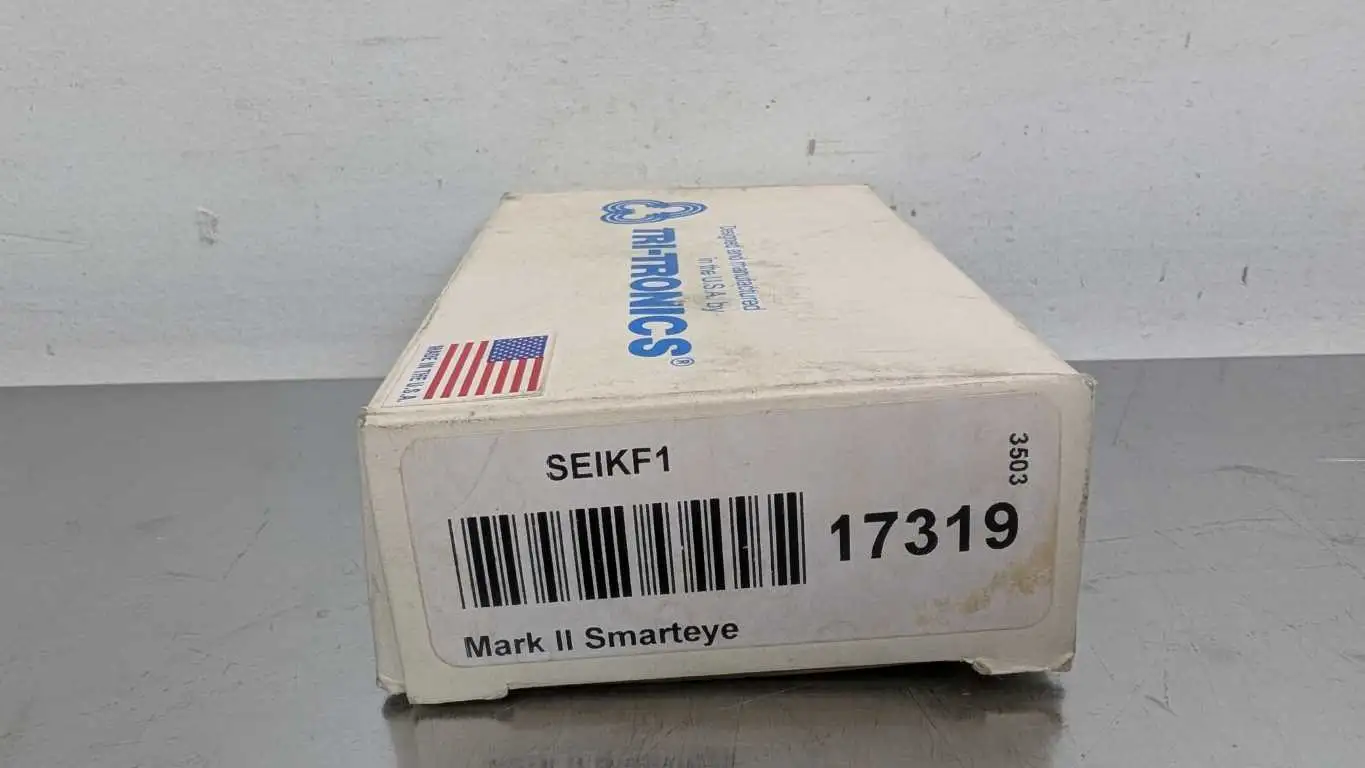 Designed and manufactured
in the U.S.A. by
TRI-TRONICS®
MADE IN THE U.S.A.
SEIKF1
3503
17319
Mark II Smarteye